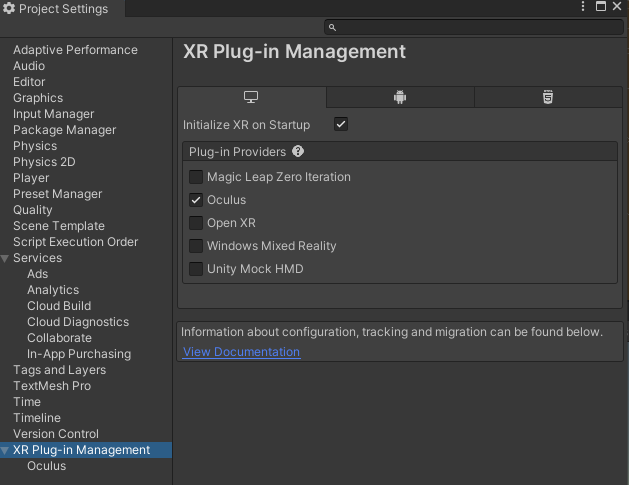 Project Settings
Adaptive Performance
Audio
Editor
Graphics
Input Manager
Package Manager
Physics
Physics 2D
Player
Preset Manager
Quality
Scene Template
Script Execution Order
Services
Ads
Analytics
Cloud Build
Cloud Diagnostics
Collaborate
In-App Purchasing
Tags and Layers
TextMesh Pro
Time
Timeline
Version Control
XR Plug-in Management
Oculus
XR Plug-in Management
Initialize XR on Startup
Plug-in Providers
Magic Leap Zero Iteration
Oculus
Open XR
Windows Mixed Reality
Unity Mock HMD
Information about configuration, tracking and migration can be found below.
View Documentation